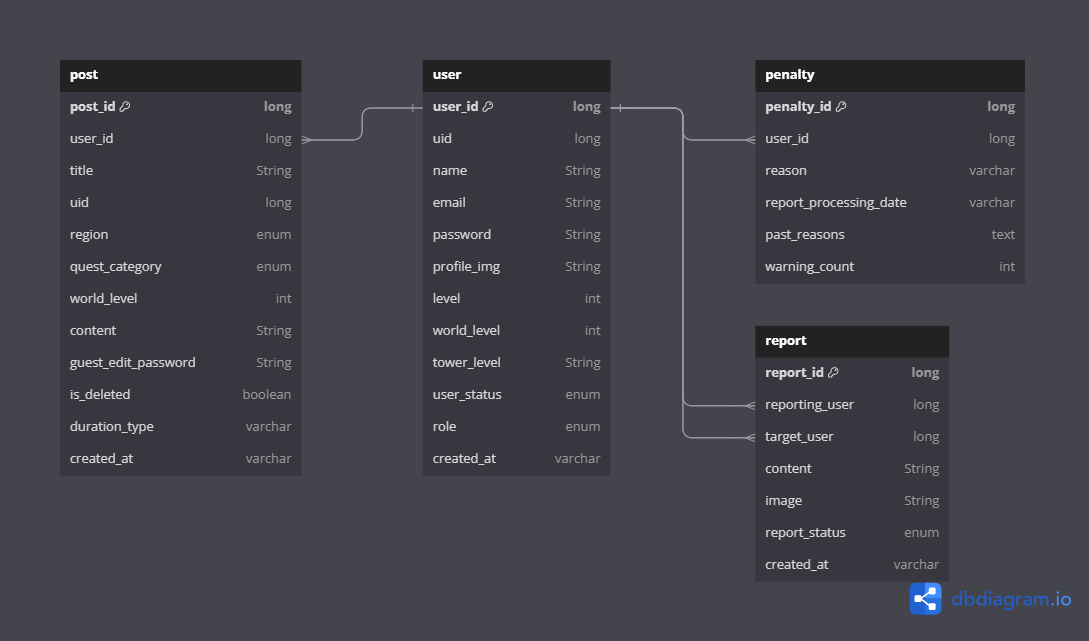 post
post_id long
user_id long
title String
uid long
region enum
quest_category enum
world_level int
content String
guest_edit_password String
is_deleted boolean
duration_type varchar
created_at varchar
user
user_id long
uid long
name String
email String
password String
profile_img String
level int
world_level int
tower_level String
user_status enum
role enum
created_at varchar
penalty
penalty_id long
user_id long
reason varchar
report_processing_date varchar
past_reasons text
warning_count int
report
report_id long
reporting_user long
target_user long
content String
image String
report_status enum
created_at varchar
dbdiagram.io